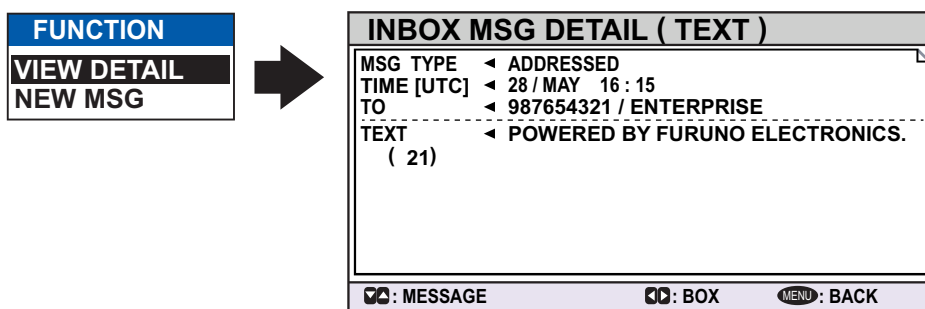 FUNCTION
VIEW DETAIL
NEW MSG
INBOX MSG DETAIL ( TEXT )
MSG TYPE ◄ ADDRESSED
TIME [UTC] ◄ 28 / MAY 16 : 15
TO ◄ 987654321 / ENTERPRISE
TEXT ◄ POWERED BY FURUNO ELECTRONICS.
( 21)
▼▲: MESSAGE ◄►: BOX MENU: BACK